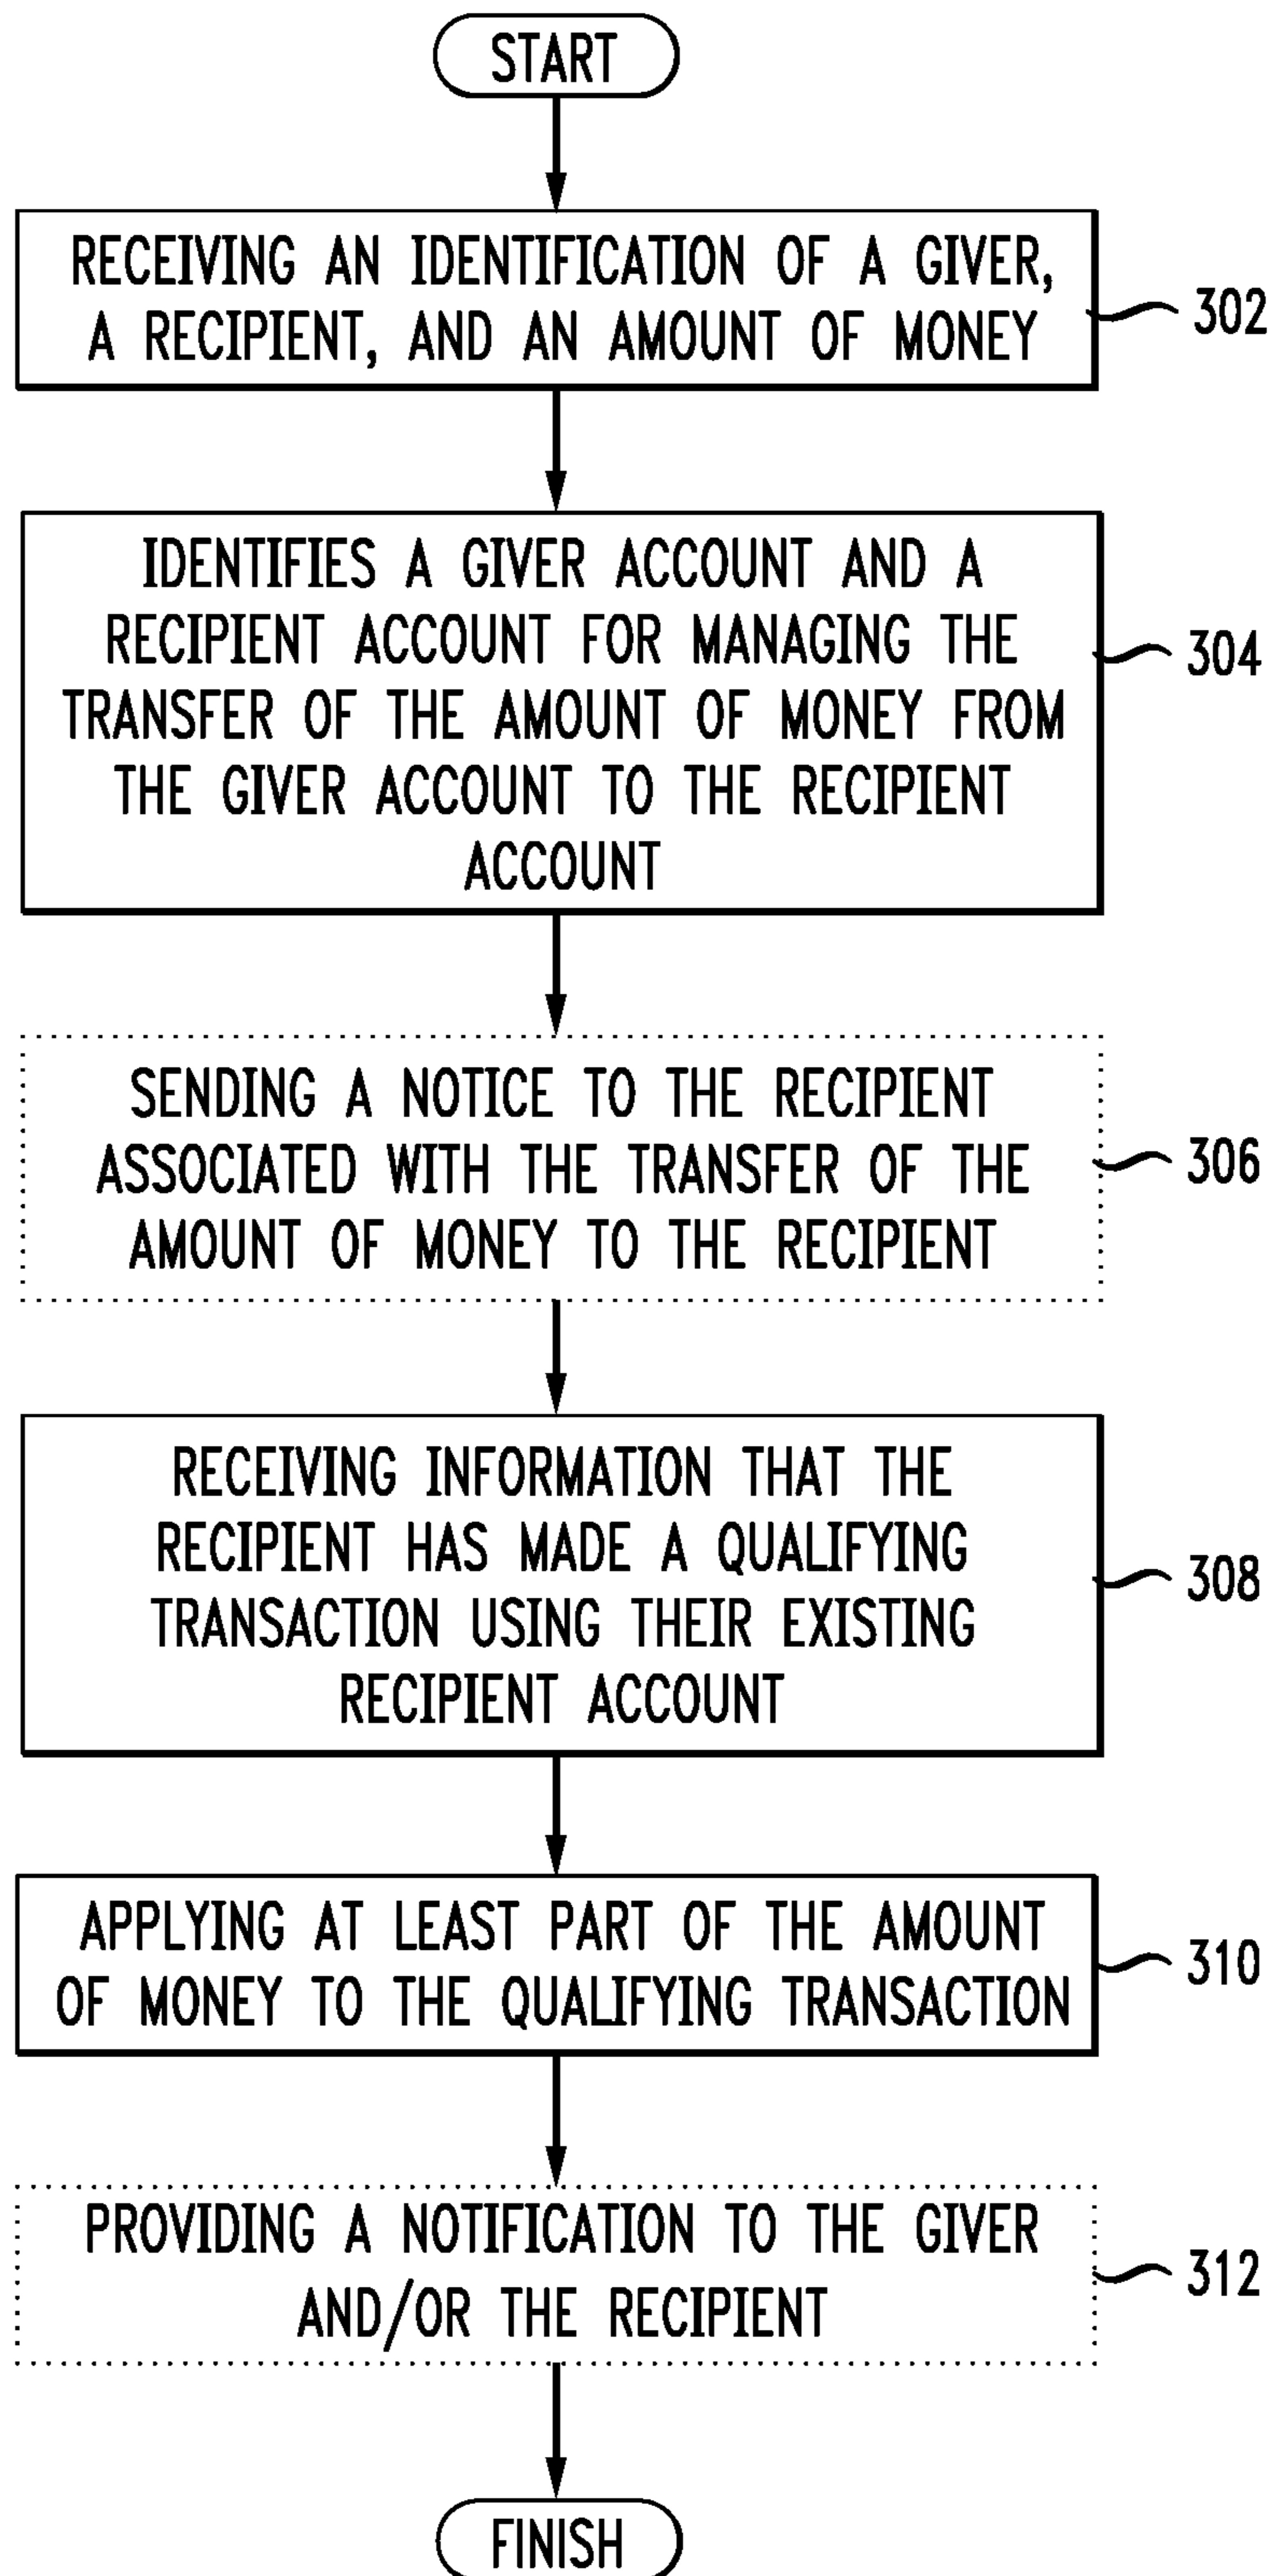 START
RECEIVING AN IDENTIFICATION OF A GIVER,
A RECIPIENT, AND AN AMOUNT OF MONEY
302
IDENTIFIES A GIVER ACCOUNT AND A
RECIPIENT ACCOUNT FOR MANAGING THE
TRANSFER OF THE AMOUNT OF MONEY FROM
THE GIVER ACCOUNT TO THE RECIPIENT
ACCOUNT
304
SENDING A NOTICE TO THE RECIPIENT
ASSOCIATED WITH THE TRANSFER OF THE
AMOUNT OF MONEY TO THE RECIPIENT
306
RECEIVING INFORMATION THAT THE
RECIPIENT HAS MADE A QUALIFYING
TRANSACTION USING THEIR EXISTING
RECIPIENT ACCOUNT
308
APPLYING AT LEAST PART OF THE AMOUNT
OF MONEY TO THE QUALIFYING TRANSACTION
310
PROVIDING A NOTIFICATION TO THE GIVER
AND/OR THE RECIPIENT
312
FINISH